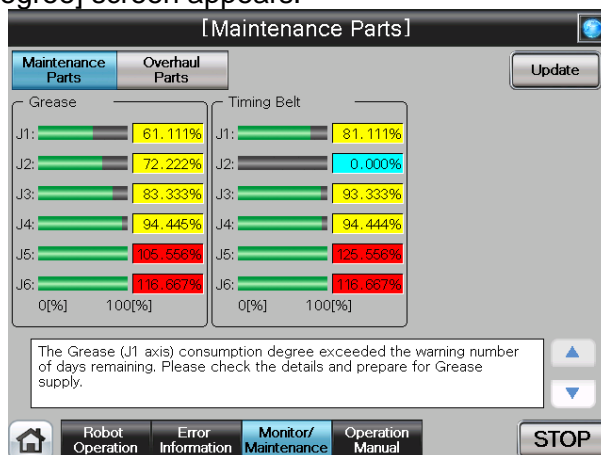 egree] screen appears.
[Maintenance Parts]
Maintenance Parts
Overhaul Parts
Update
Grease
J1: 61.111%
J2: 72.222%
J3: 83.333%
J4: 94.445%
J5: 105.556%
J6: 116.667%
0[%] 100[%]
Timing Belt
J1: 81.111%
J2: 0.000%
J3: 93.333%
J4: 94.444%
J5: 125.556%
J6: 116.667%
0[%] 100[%]
The Grease (J1 axis) consumption degree exceeded the warning number
of days remaining. Please check the details and prepare for Grease
supply.
Robot Operation
Error Information
Monitor/ Maintenance
Operation Manual
STOP